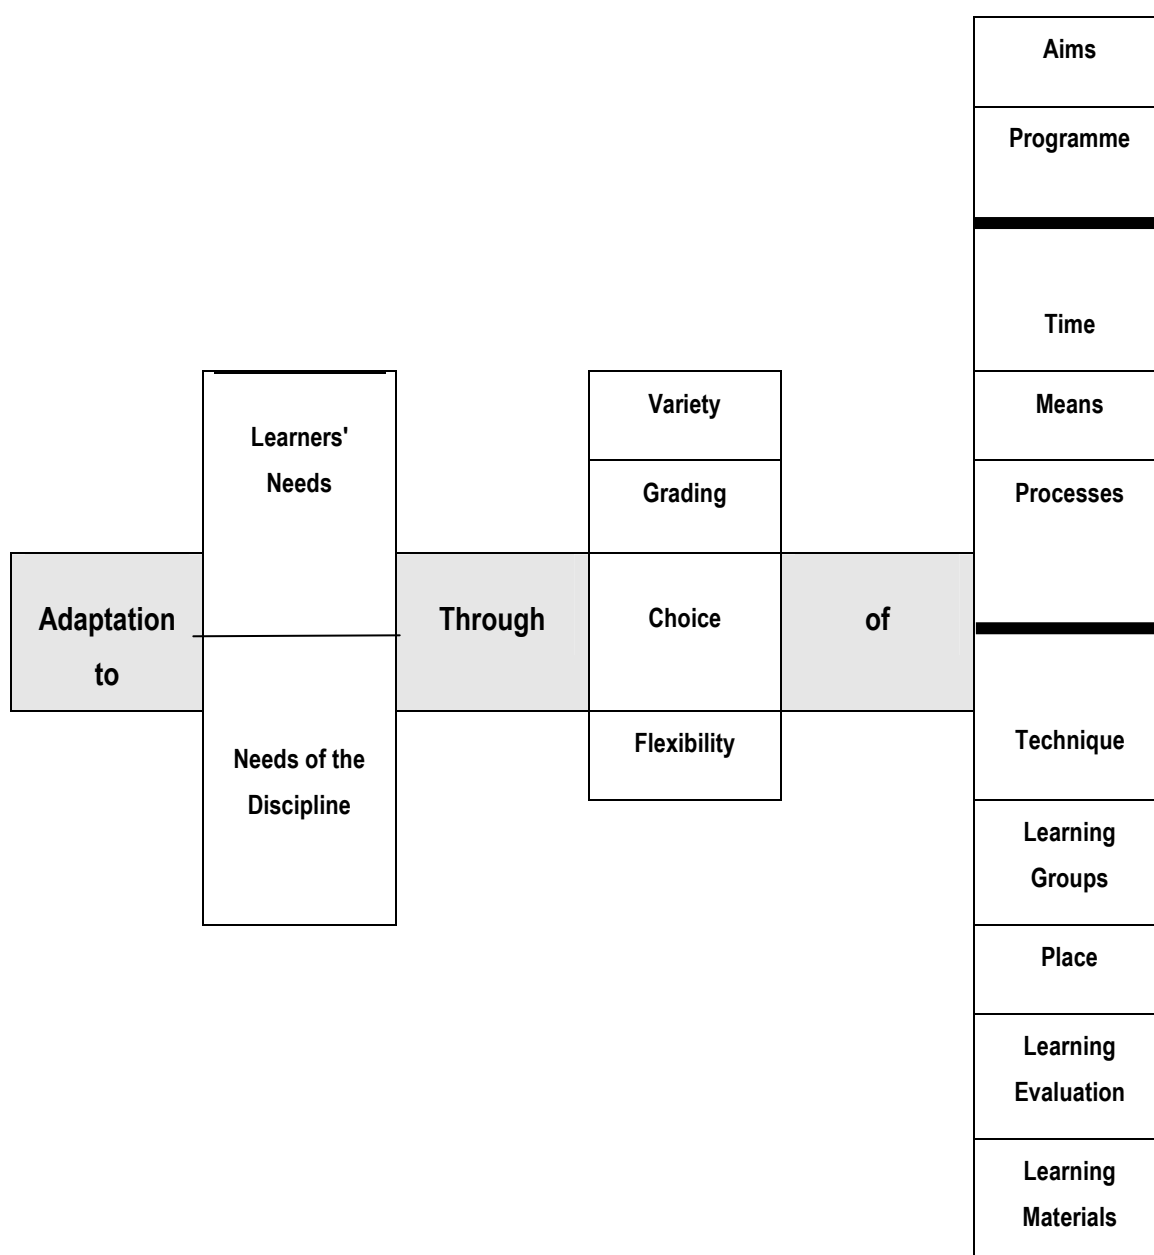 Aims
Programme
Time
Means
Processes
Technique
Learning
Groups
Place
Learning
Evaluation
Learning
Materials
Variety
Grading
Choice
Flexibility
Learners'
Needs
Needs of the
Discipline
Adaptation
to
Through
of